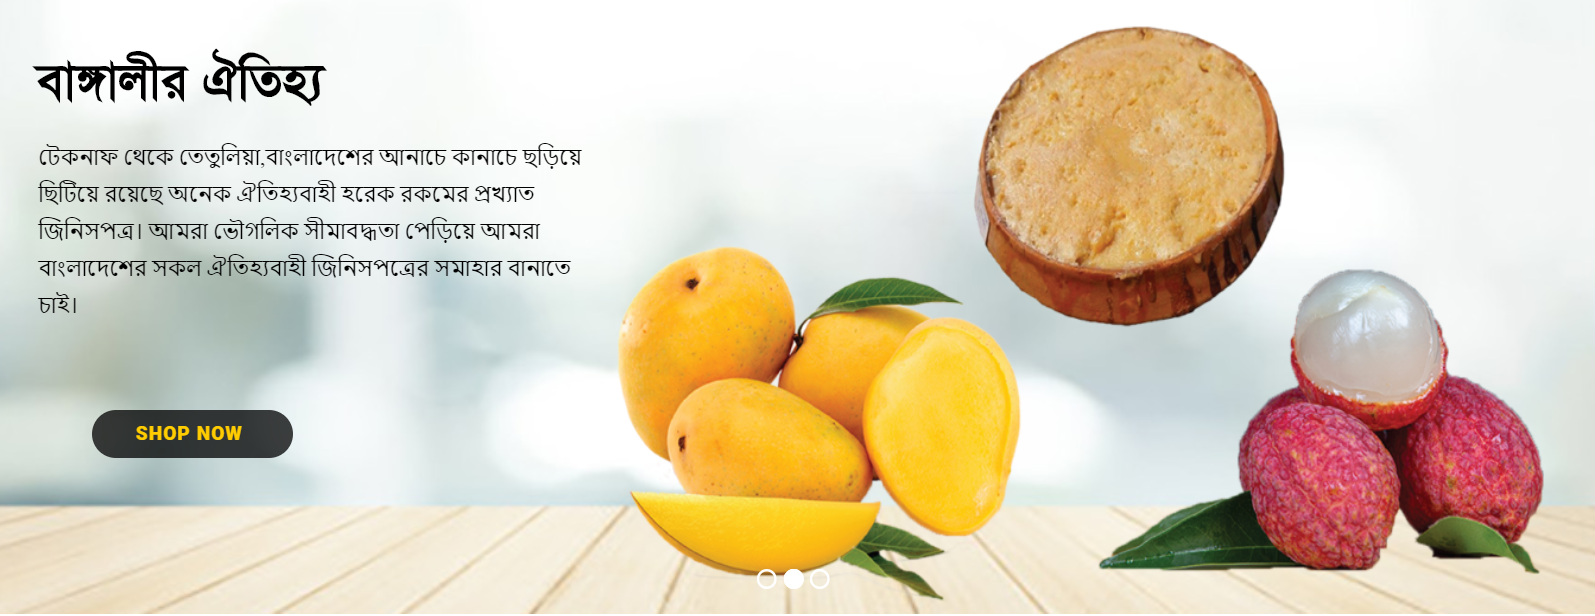 বাঙ্গালীর ঐতিহ্য
টেকনাফ থেকে তেতুলিয়া,বাংলাদেশের আনাচে কানাচে ছড়িয়ে
ছিটিয়ে রয়েছে অনেক ঐতিহ্যবাহী হরেক রকমের প্রখ্যাত
জিনিসপত্র। আমরা ভৌগলিক সীমাবদ্ধতা পেড়িয়ে আমরা
বাংলাদেশের সকল ঐতিহ্যবাহী জিনিসপত্রের সমাহার বানাতে
চাই।
SHOP NOW